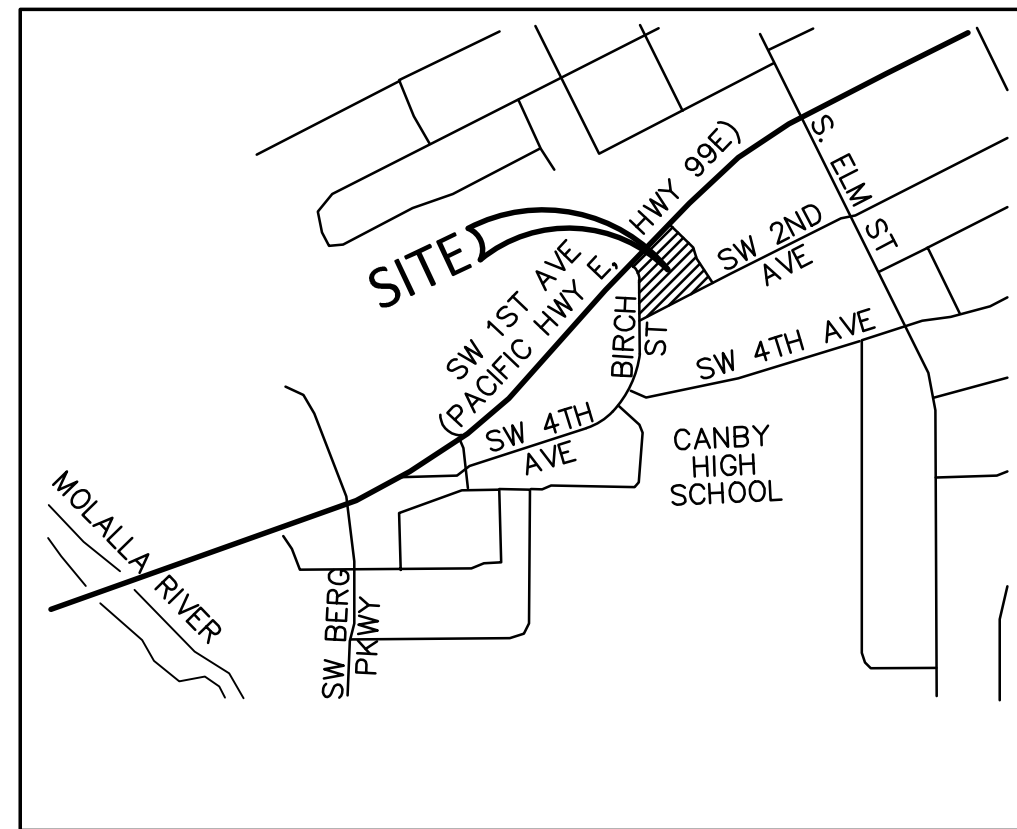 HWY 99E)
S. ELM
ST
SITE
SW 1ST AVE
(PACIFIC HWY E,
SW 2ND
AVE
BIRCH
ST
SW 4TH AVE
SW 4TH
AVE
CANBY
HIGH
SCHOOL
MOLALLA
RIVER
SW BERG
PKWY